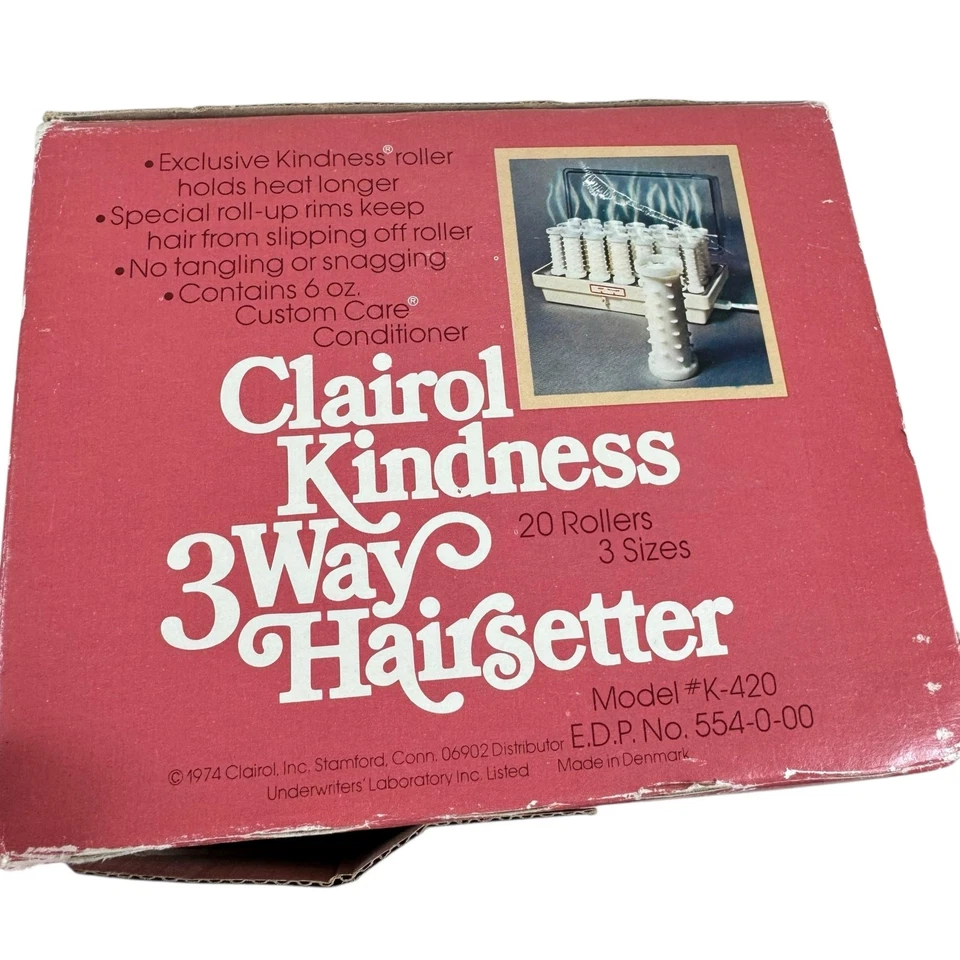 • Exclusive Kindness® roller
holds heat longer
• Special roll-up rims keep
hair from slipping off roller
• No tangling or snagging
• Contains 6 oz.
Custom Care®
Conditioner
Clairol
Kindness
3Way
Hairsetter
20 Rollers
3 Sizes
Model #K-420
E.D.P. No. 554-0-00
© 1974 Clairol, Inc. Stamford, Conn. 06902 Distributor
Underwriters' Laboratory Inc. Listed
Made in Denmark